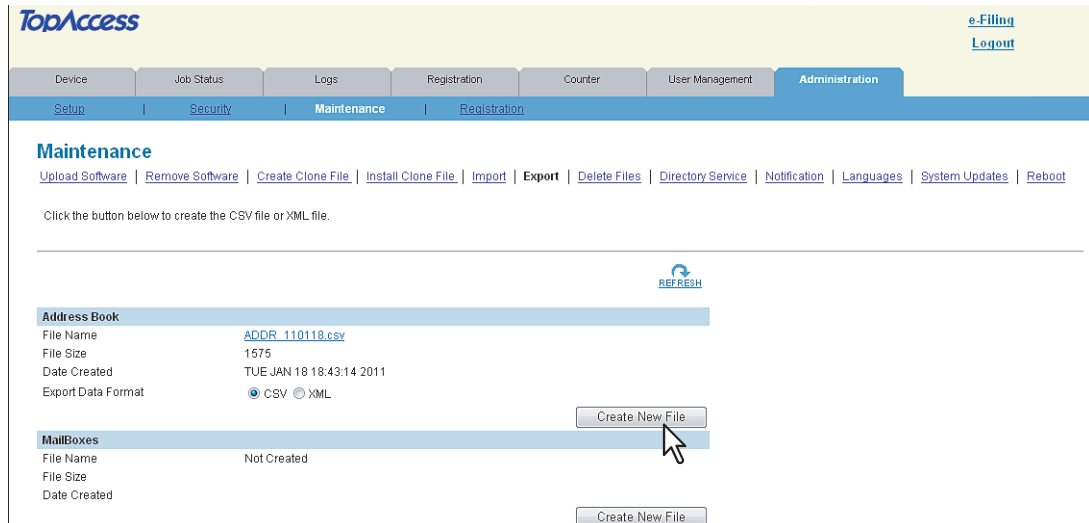 TopAccess
e-Filing
Logout
Device Job Status Logs Registration Counter User Management Administration
Setup | Security | Maintenance | Registration
Maintenance
Upload Software | Remove Software | Create Clone File | Install Clone File | Import | Export | Delete Files | Directory Service | Notification | Languages | System Updates | Reboot
Click the button below to create the CSV file or XML file.
REFRESH
Address Book
File Name ADDR_110118.csv
File Size 1575
Date Created TUE JAN 18 18:43:14 2011
Export Data Format CSV XML
Create New File
MailBoxes
File Name Not Created
File Size
Date Created
Create New File